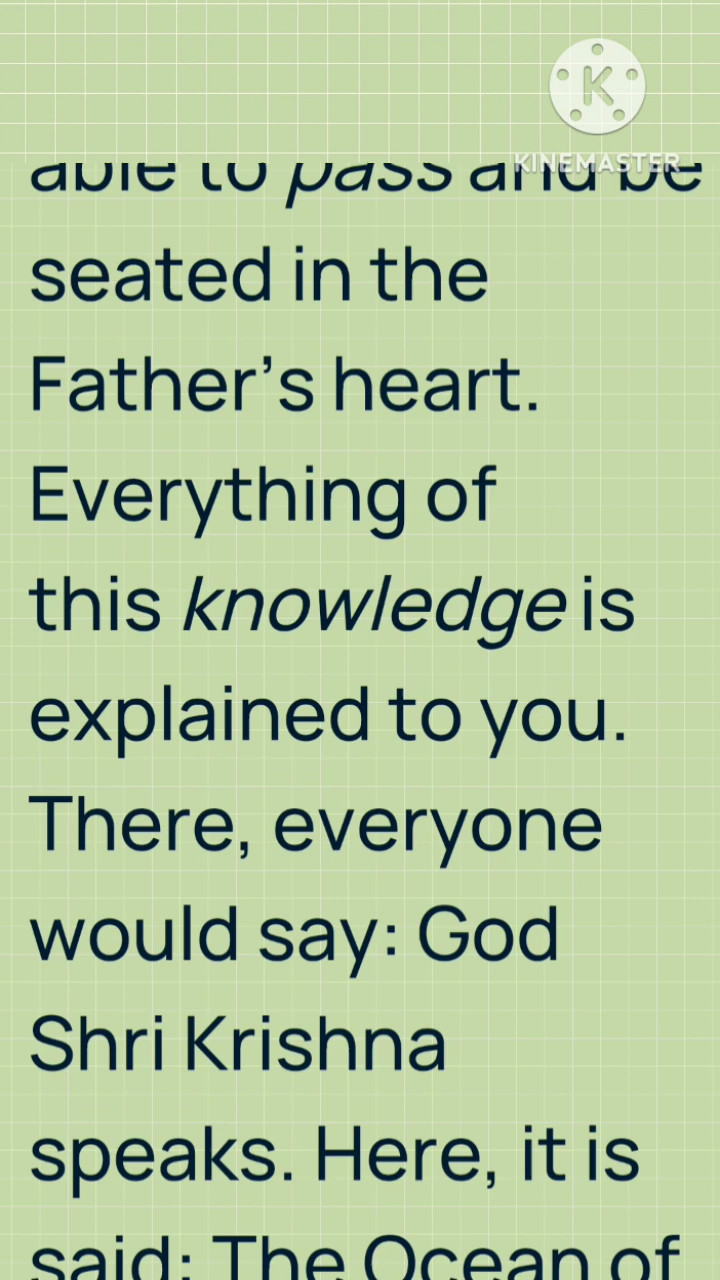 KINEMASTER
able to pass and be
seated in the
Father’s heart.
Everything of
this knowledge is
explained to you.
There, everyone
would say: God
Shri Krishna
speaks. Here, it is
said: The Ocean of